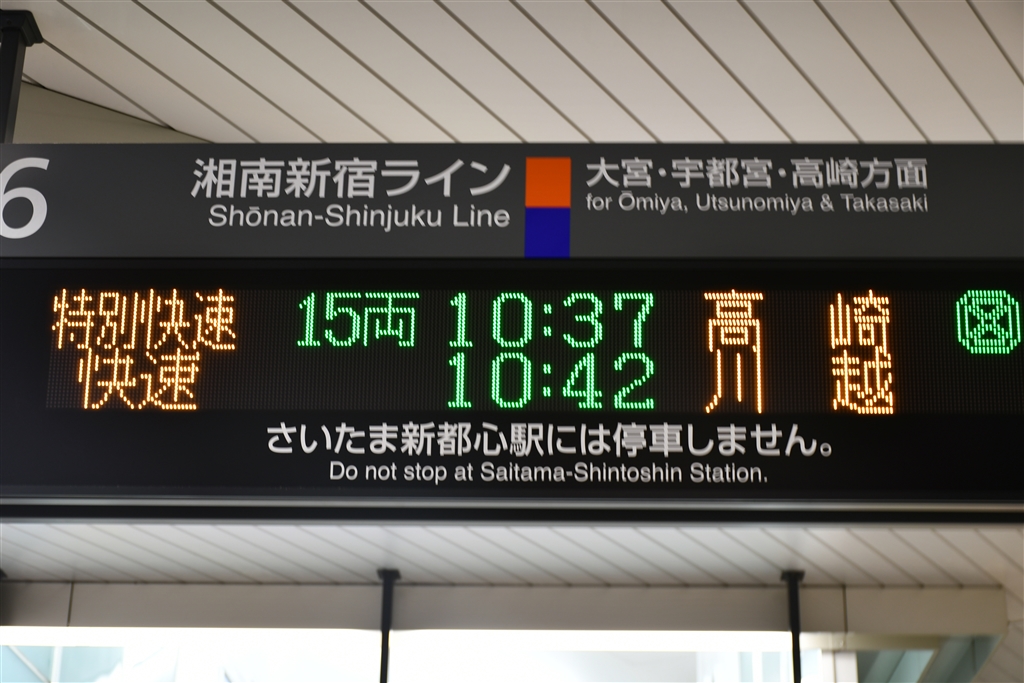 6
湘南新宿ライン
Shōnan-Shinjuku Line
大宮・宇都宮・高崎方面
for Ōmiya, Utsunomiya & Takasaki
特別快速 15両 10:37 高崎
快速 10:42 川越
さいたま新都心駅には停車しません。
Do not stop at Saitama-Shintoshin Station.